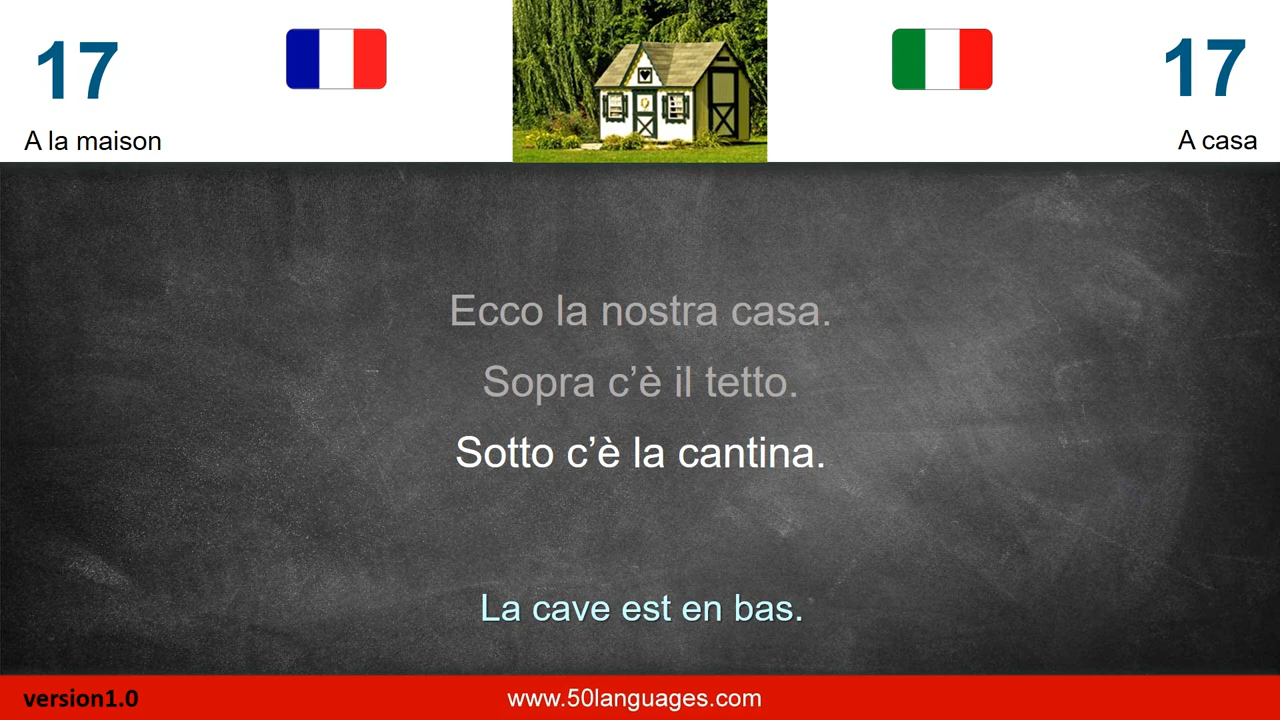 17
17
A la maison
A casa
Ecco la nostra casa.
Sopra c’è il tetto.
Sotto c’è la cantina.
La cave est en bas.
version1.0
www.50languages.com